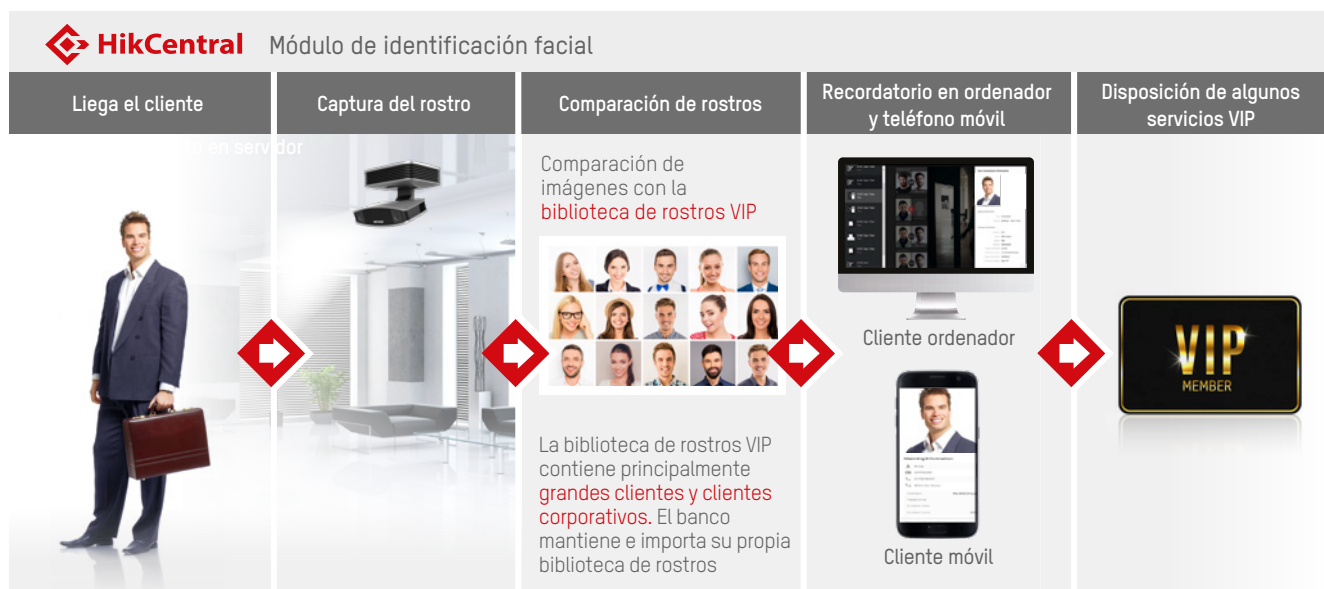 HikCentral Módulo de identificación facial
Liega el cliente
Captura del rostro
Comparación de rostros
Recordatorio en ordenador
y teléfono móvil
Disposición de algunos
servicios VIP
en servidor
Comparación de
imágenes con la
biblioteca de rostros VIP
La biblioteca de rostros VIP
contiene principalmente
grandes clientes y clientes
corporativos. El banco
mantiene e importa su propia
biblioteca de rostros
Cliente ordenador
Cliente móvil
VIP
MEMBER